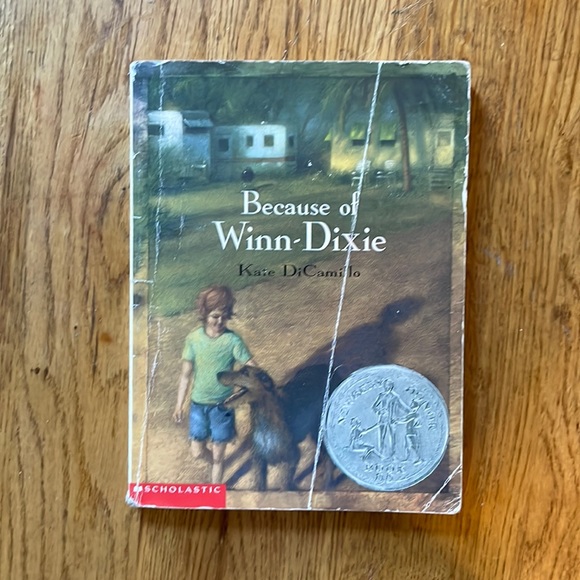 Because of
Winn-Dixie
Kate DiCamillo
SCHOLASTIC